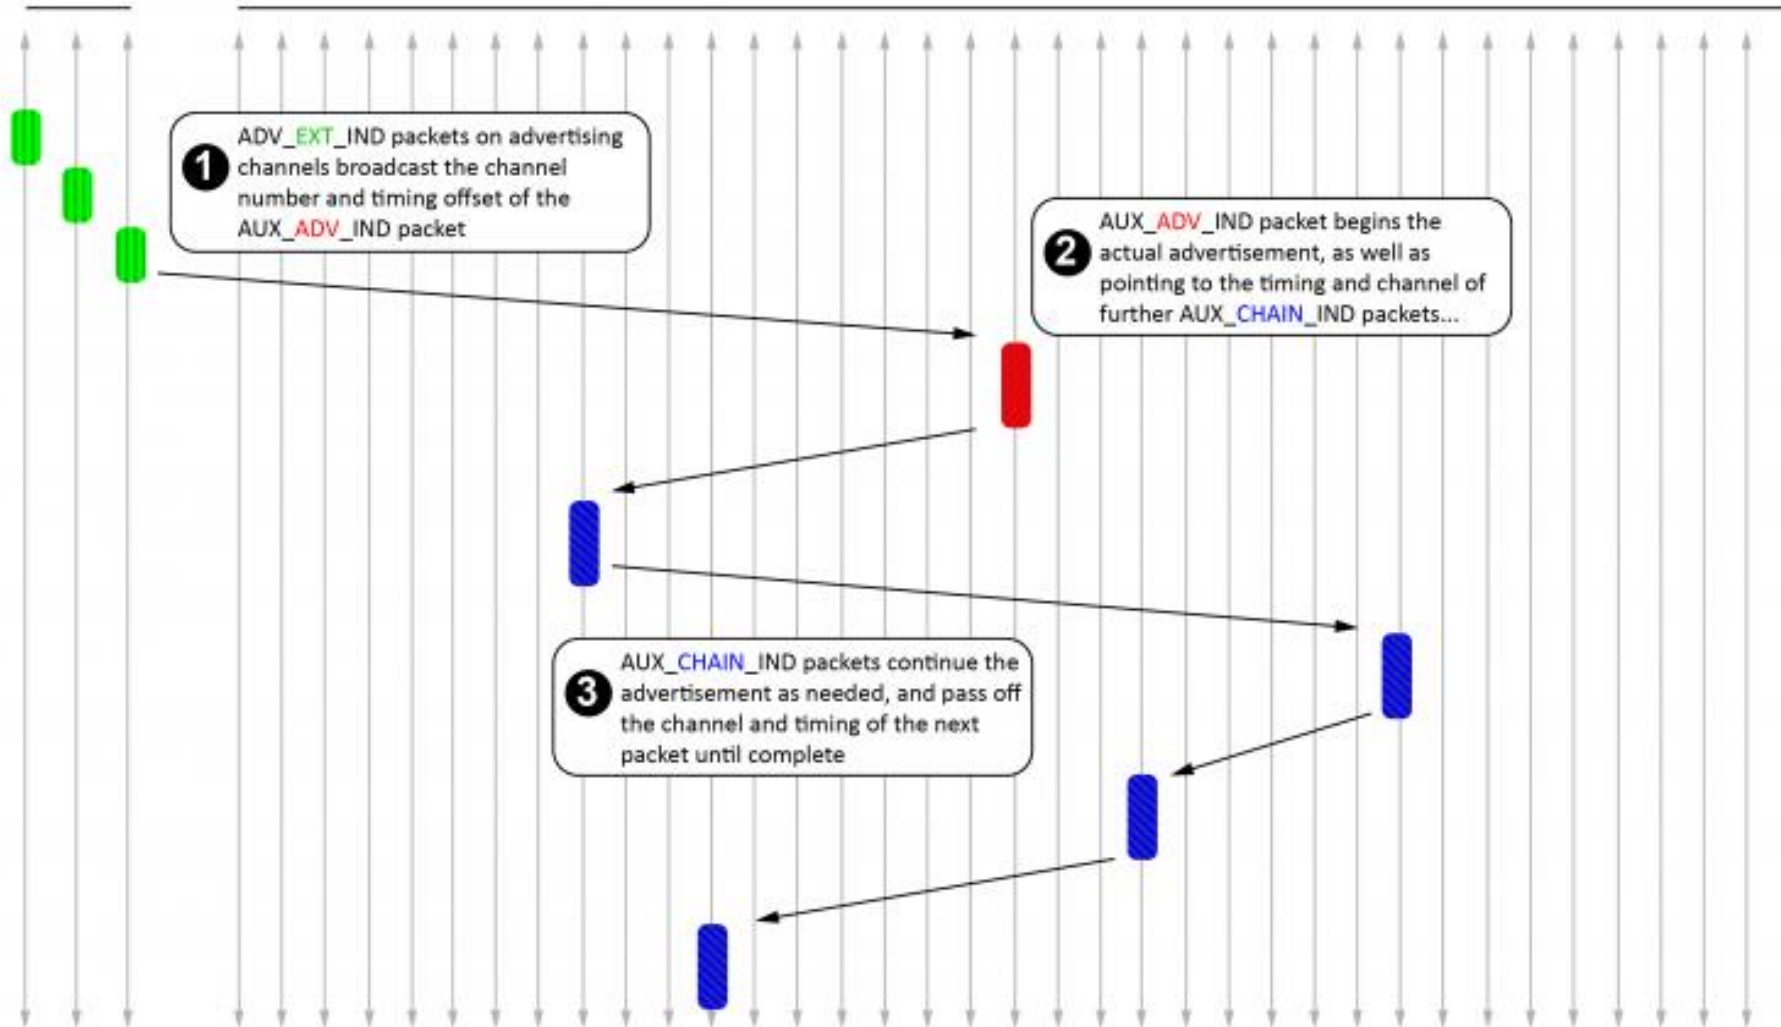 1
ADV_EXT_IND packets on advertising
channels broadcast the channel
number and timing offset of the
AUX_ADV_IND packet
2
AUX_ADV_IND packet begins the
actual advertisement, as well as
pointing to the timing and channel of
further AUX_CHAIN_IND packets...
3
AUX_CHAIN_IND packets continue the
advertisement as needed, and pass off
the channel and timing of the next
packet until complete